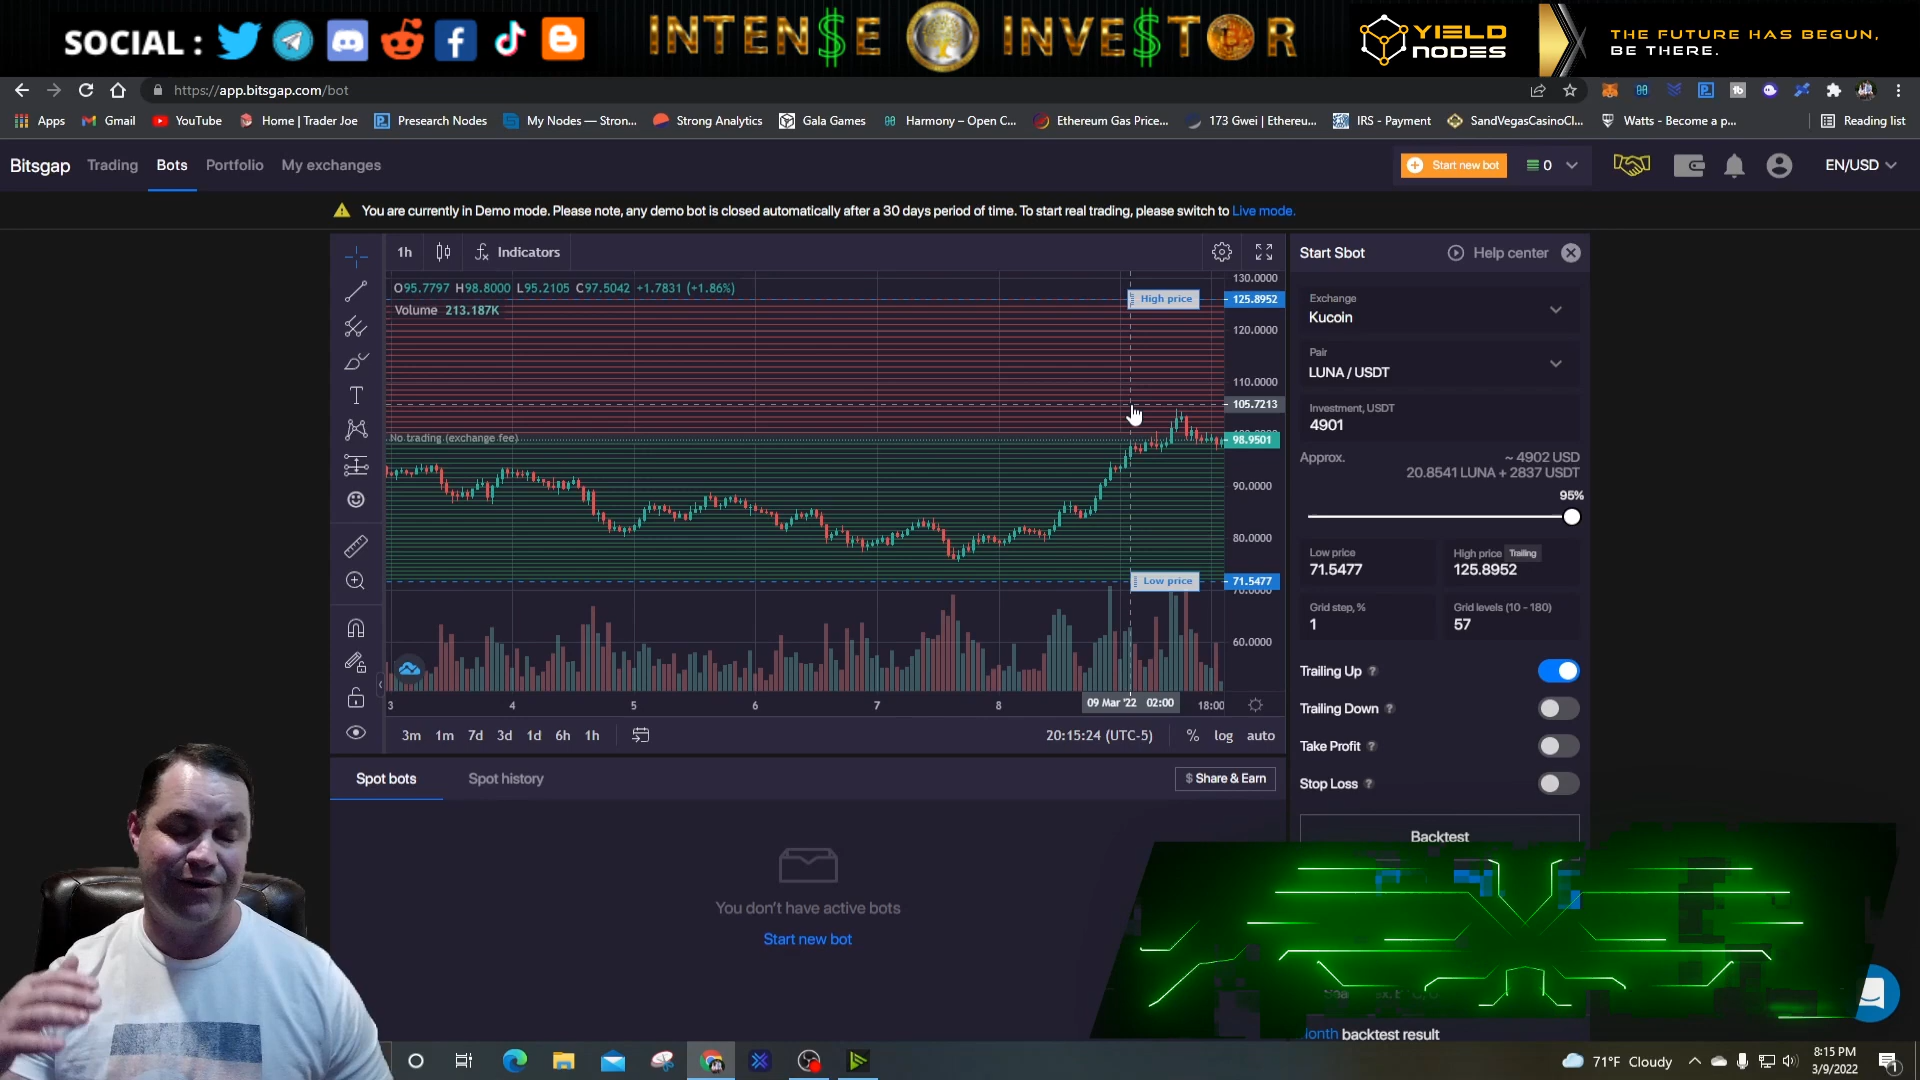 SOCIAL :
INTEN$E INVE$TOR
YIELD
NODES
THE FUTURE HAS BEGUN,
BE THERE.
https://app.bitsgap.com/bot
Apps
Gmail
YouTube
Home | Trader Joe
Presearch Nodes
My Nodes — Stron...
Strong Analytics
Gala Games
Harmony – Open C...
Ethereum Gas Price...
173 Gwei | Ethereu...
IRS - Payment
SandVegasCasinoCl...
Watts - Become a p...
Reading list
Bitsgap
Trading
Bots
Portfolio
My exchanges
Start new bot
0
EN/USD
You are currently in Demo mode. Please note, any demo bot is closed automatically after a 30 days period of time. To start real trading, please switch to Live mode.
1h
Indicators
O95.7797 H98.8000 L95.2105 C97.5042 +1.7831 (+1.86%)
Volume 213.187K
130.0000
High price
125.8952
120.0000
110.0000
105.7213
No trading (exchange fee)
98.9501
90.0000
80.0000
Low price
71.5477
70.0000
60.0000
3
4
5
6
7
8
09 Mar '22 02:00
18:00
3m
1m
7d
3d
1d
6h
1h
20:15:24 (UTC-5)
%
log
auto
Start Sbot
Help center
Exchange
Kucoin
Pair
LUNA / USDT
Investment, USDT
4901
Approx.
~ 4902 USD
20.8541 LUNA + 2837 USDT
95%
Low price
71.5477
High price Trailing
125.8952
Grid step, %
1
Grid levels (10 - 180)
57
Trailing Up ?
Trailing Down ?
Take Profit ?
Stop Loss ?
Backtest
Spot bots
Spot history
$ Share & Earn
You don't have active bots
Start new bot
backtest result
71°F Cloudy
8:15 PM
3/9/2022
1